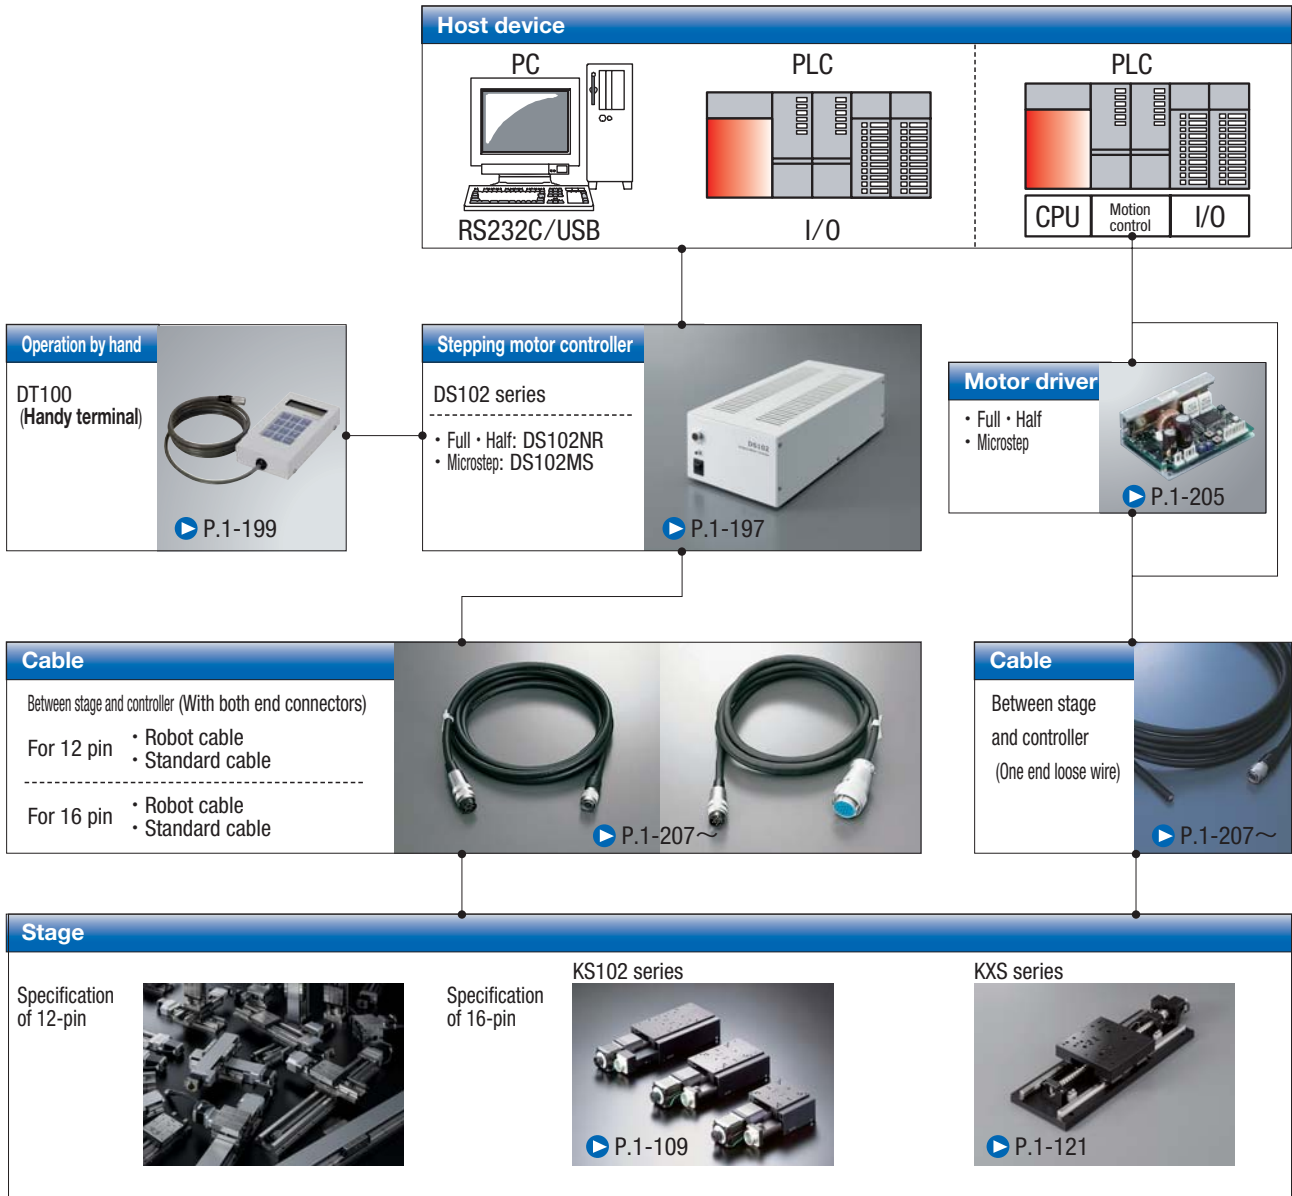 Host device
PC
PLC
PLC
RS232C/USB
I/O
CPU
Motion
control
I/O
Operation by hand
DT100
(Handy terminal)
P.1-199
Stepping motor controller
DS102 series
・Full・Half: DS102NR
・Microstep: DS102MS
DS102
P.1-197
Motor driver
・Full・Half
・Microstep
P.1-205
Cable
Between stage and controller (With both end connectors)
For 12 pin
・Robot cable
・Standard cable
For 16 pin
・Robot cable
・Standard cable
P.1-207～
Cable
Between stage
and controller
(One end loose wire)
P.1-207～
Stage
Specification
of 12-pin
Specification
of 16-pin
KS102 series
P.1-109
KXS series
P.1-121